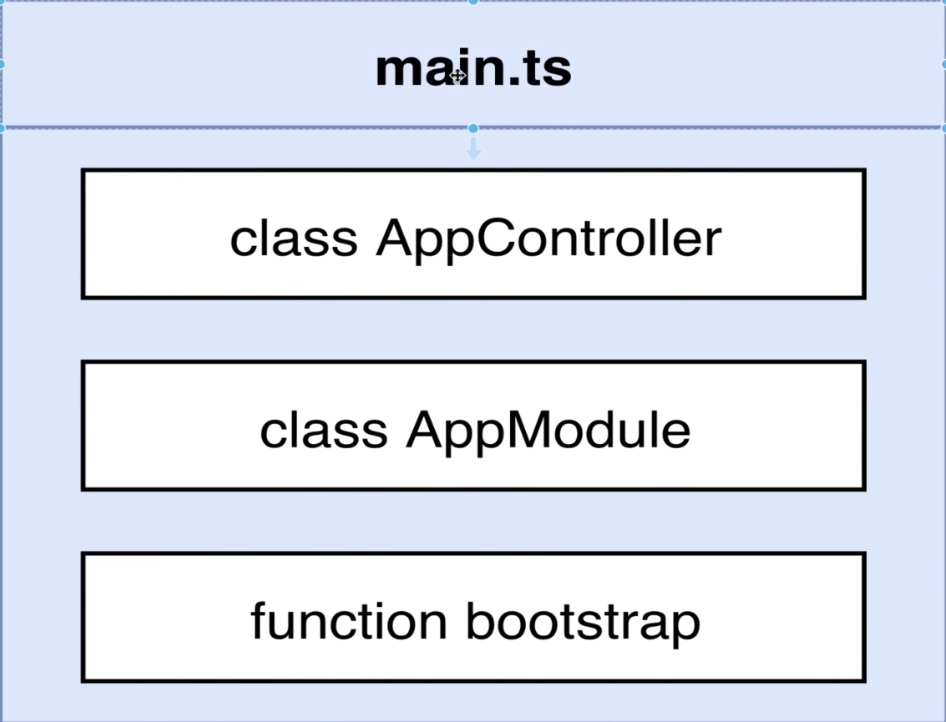 main.ts
class AppController
class AppModule
function bootstrap